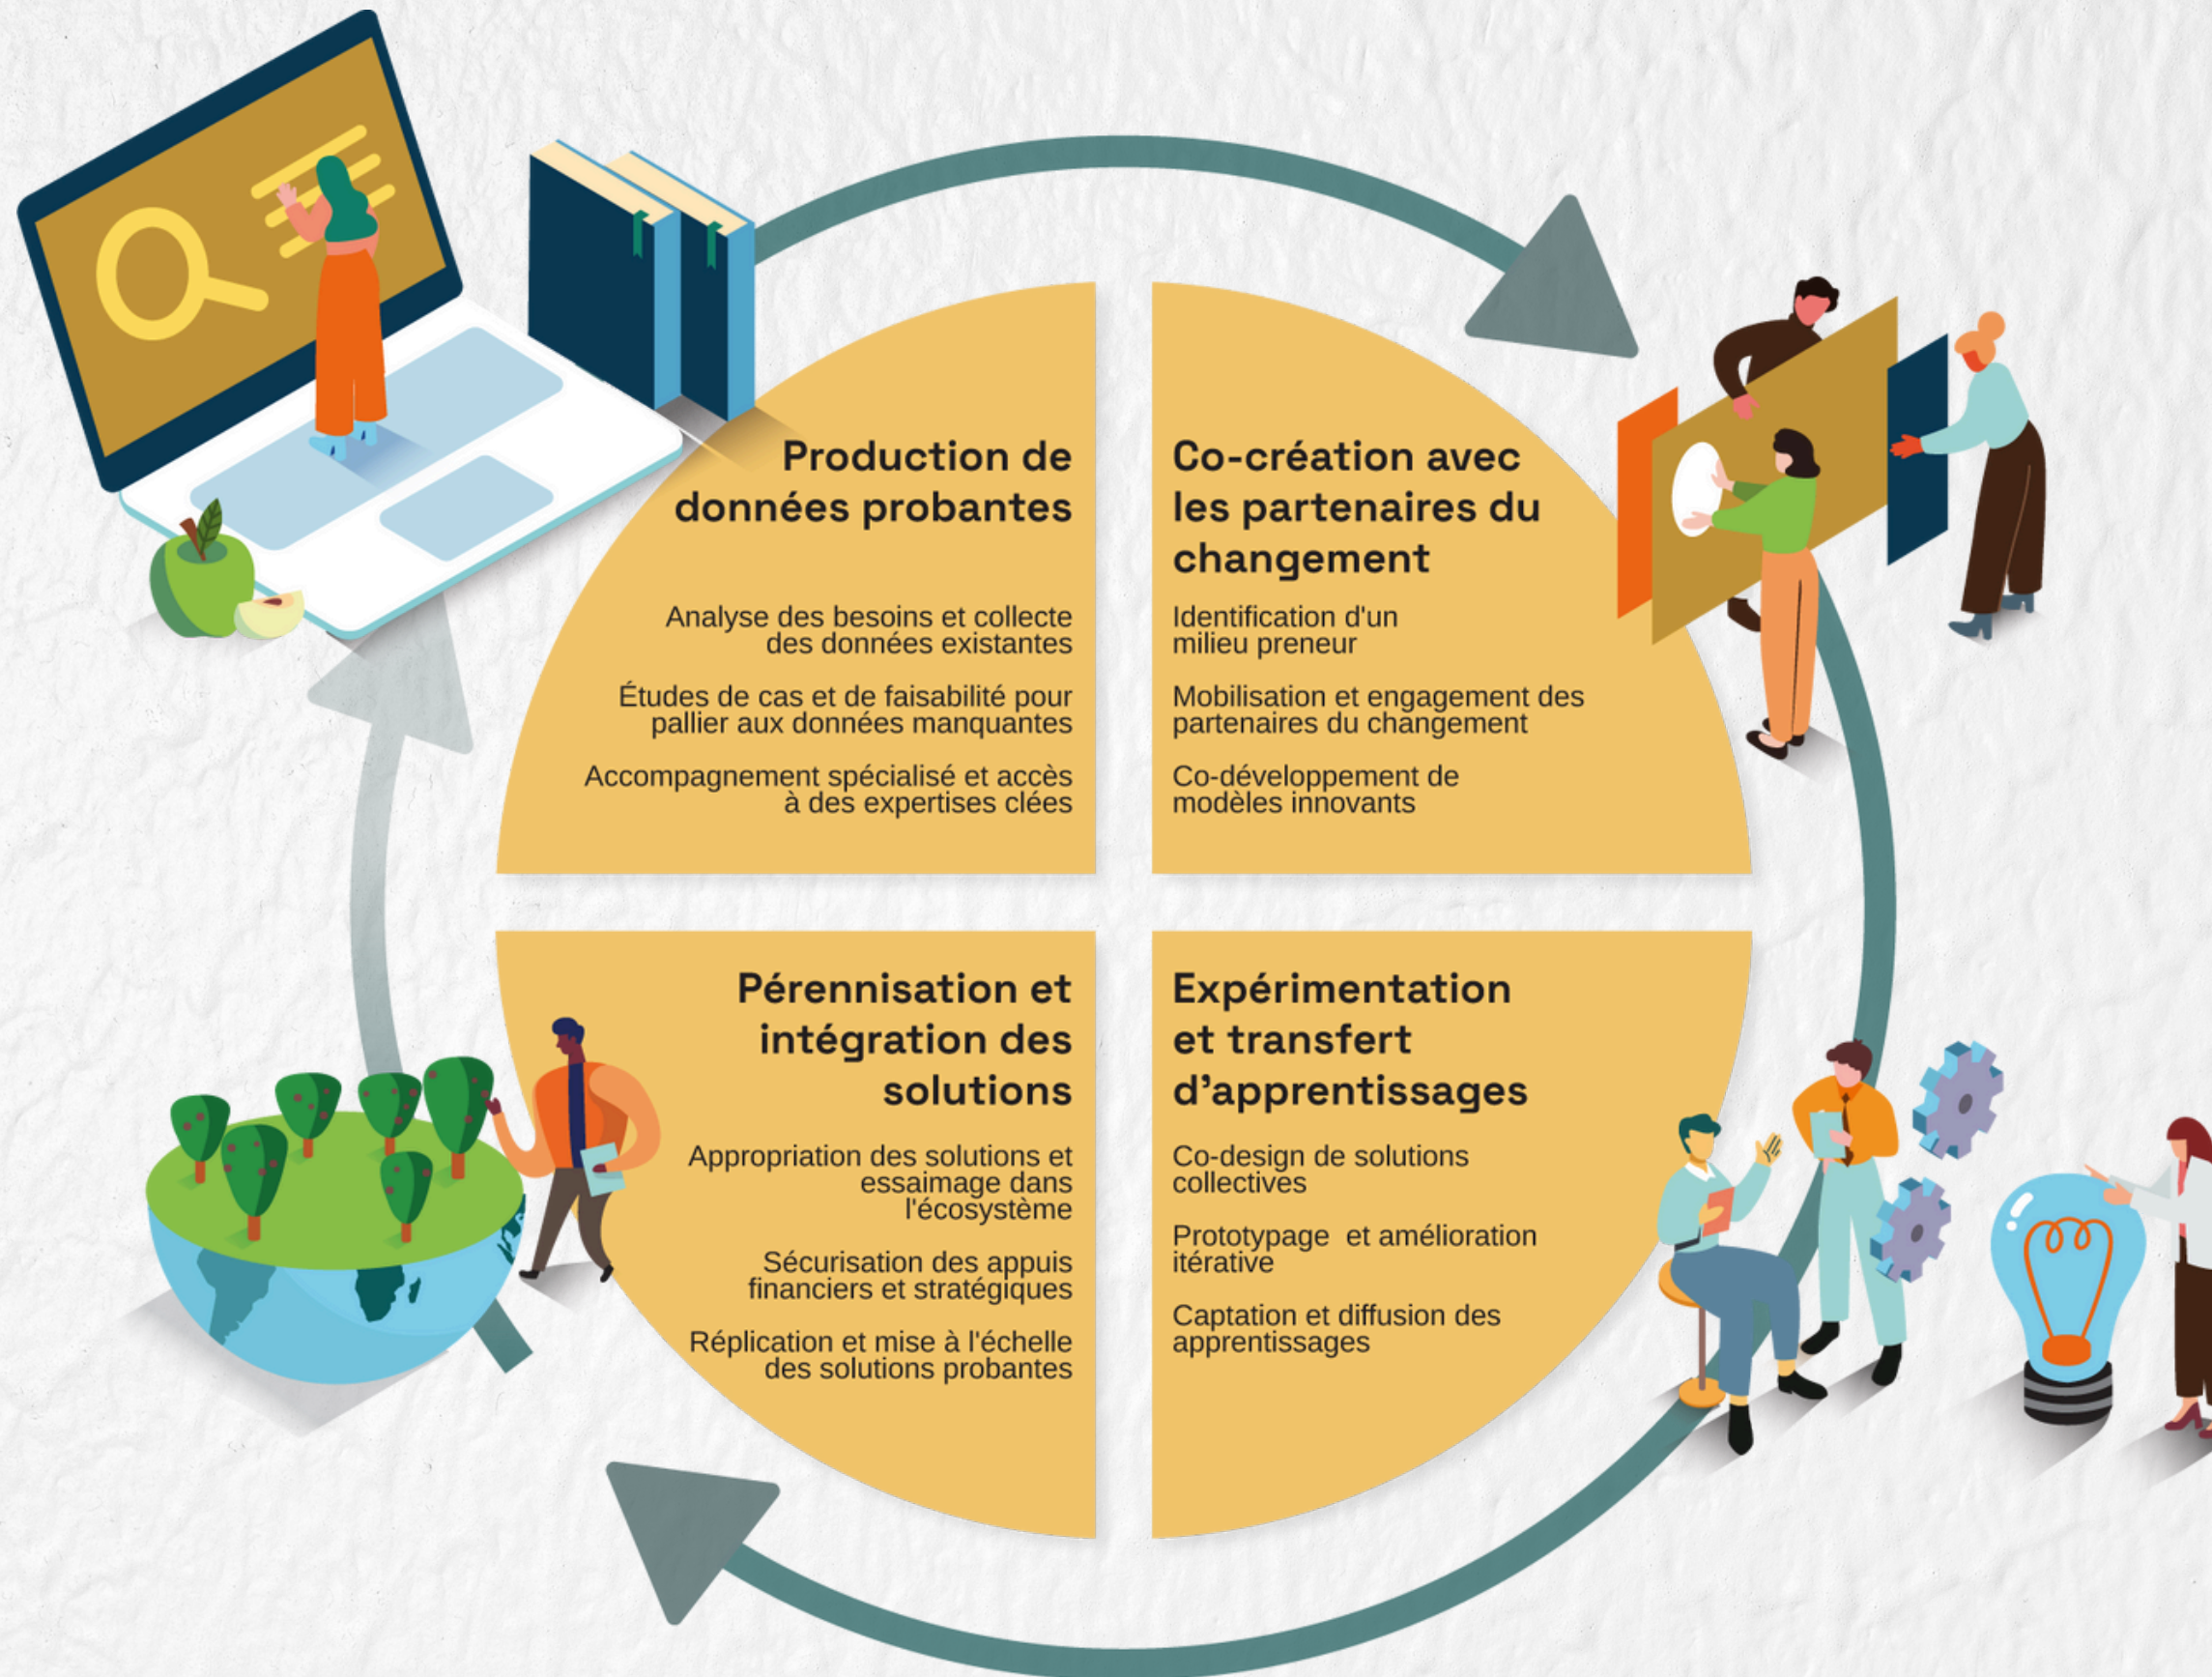 Production de
données probantes
Analyse des besoins et collecte
des données existantes
Études de cas et de faisabilité pour
pallier aux données manquantes
Accompagnement spécialisé et accès
à des expertises clées
Co-création avec
les partenaires du
changement
Identification d'un
milieu preneur
Mobilisation et engagement des
partenaires du changement
Co-développement de
modèles innovants
Pérennisation et
intégration des
solutions
Appropriation des solutions et
essaimage dans
l'écosystème
Sécurisation des appuis
financiers et stratégiques
Réplication et mise à l'échelle
des solutions probantes
Expérimentation
et transfert
d’apprentissages
Co-design de solutions
collectives
Prototypage  et amélioration
itérative
Captation et diffusion des
apprentissages